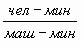 чел – мин
маш – мин